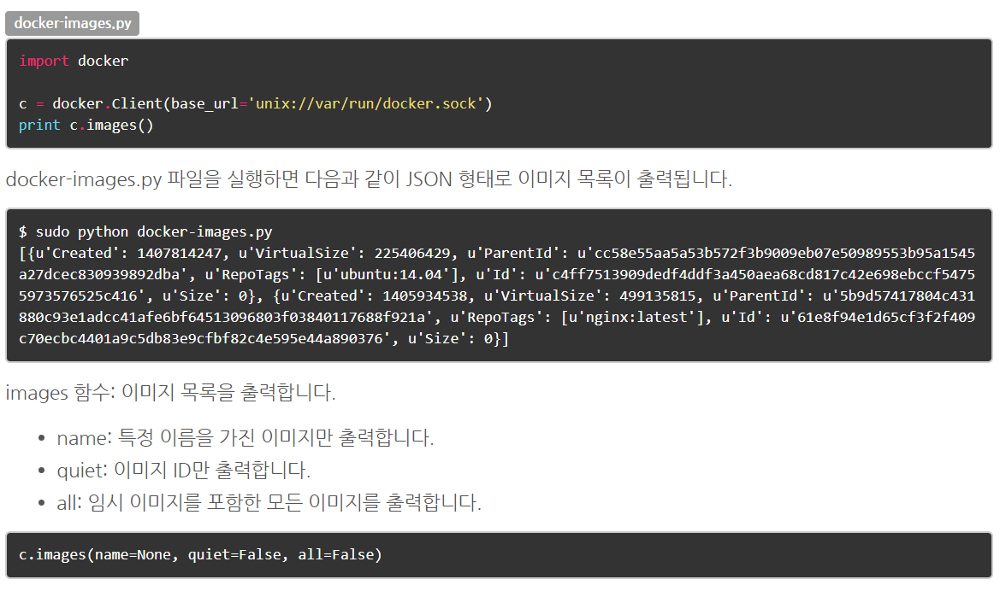 docker-images.py
import docker
c = docker.Client(base_url='unix://var/run/docker.sock')
print c.images()
docker-images.py 파일을 실행하면 다음과 같이 JSON 형태로 이미지 목록이 출력됩니다.
$ sudo python docker-images.py
[{u'Created': 1407814247, u'VirtualSize': 225406429, u'ParentId': u'cc58e55aa5a53b572f3b9009eb07e50989553b95a1545
a27dcec830939892dba', u'RepoTags': [u'ubuntu:14.04'], u'Id': u'c4ff7513909dedf4ddf3a450aea68cd817c42e698ebccf5475
5973576525c416', u'Size': 0}, {u'Created': 1405934538, u'VirtualSize': 499135815, u'ParentId': u'5b9d57417804c431
880c93e1adcc41afe6bf64513096803f03840117688f921a', u'RepoTags': [u'nginx:latest'], u'Id': u'61e8f94e1d65cf3f2f409
c70ecbc4401a9c5db83e9cfbf82c4e595e44a890376', u'Size': 0}]
images 함수: 이미지 목록을 출력합니다.
• name: 특정 이름을 가진 이미지만 출력합니다.
• quiet: 이미지 ID만 출력합니다.
• all: 임시 이미지를 포함한 모든 이미지를 출력합니다.
c.images(name=None, quiet=False, all=False)